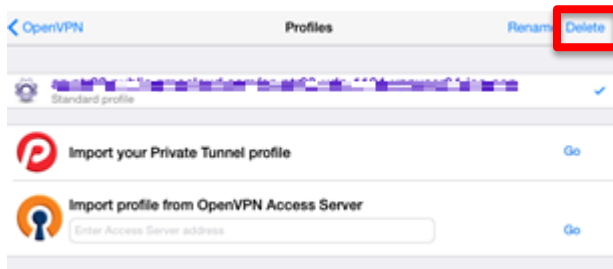 OpenVPN Profiles Rename Delete
Standard profile
Import your Private Tunnel profile Go
Import profile from OpenVPN Access Server
Enter Access Server address Go